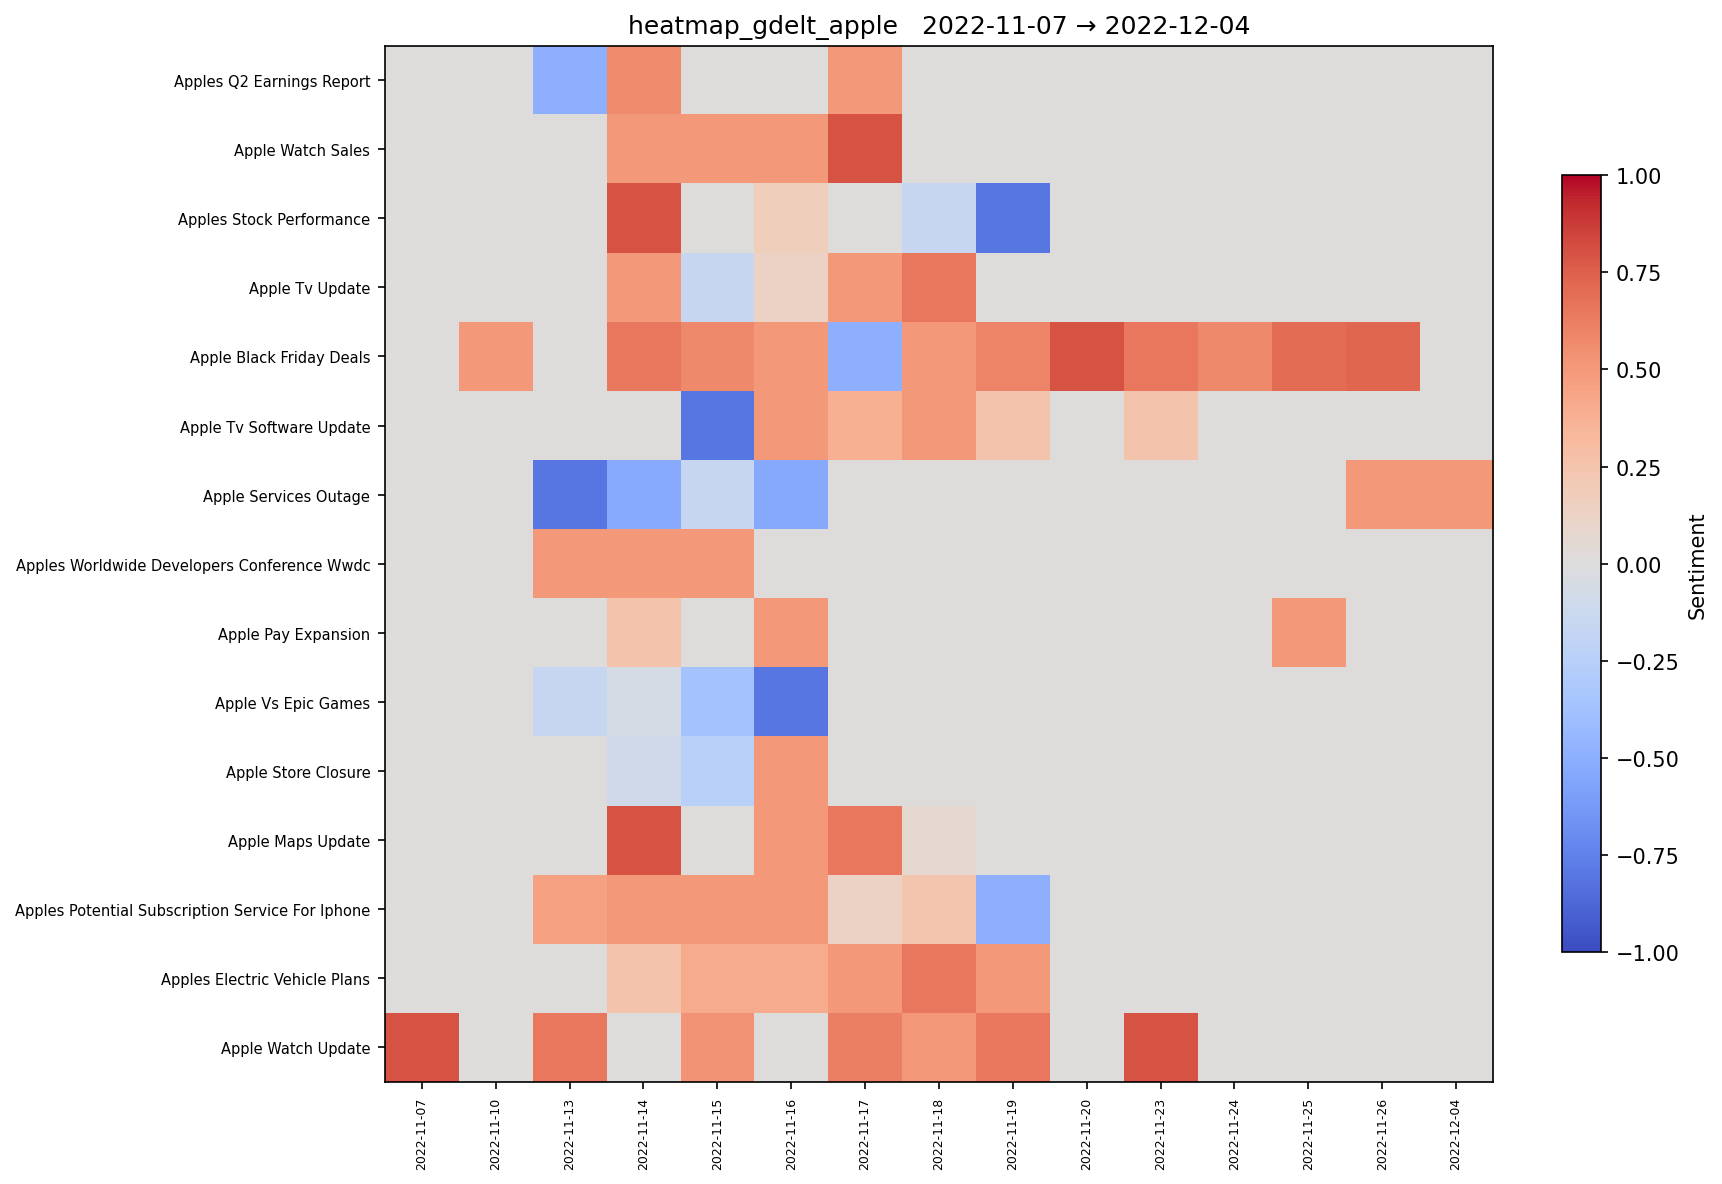 heatmap_gdelt_apple   2022-11-07 → 2022-12-04
Apples Q2 Earnings Report
Apple Watch Sales
Apples Stock Performance
Apple Tv Update
Apple Black Friday Deals
Apple Tv Software Update
Apple Services Outage
Apples Worldwide Developers Conference Wwdc
Apple Pay Expansion
Apple Vs Epic Games
Apple Store Closure
Apple Maps Update
Apples Potential Subscription Service For Iphone
Apples Electric Vehicle Plans
Apple Watch Update
2022-11-07
2022-11-10
2022-11-13
2022-11-14
2022-11-15
2022-11-16
2022-11-17
2022-11-18
2022-11-19
2022-11-20
2022-11-23
2022-11-24
2022-11-25
2022-11-26
2022-12-04
1.00
0.75
0.50
0.25
0.00
−0.25
−0.50
−0.75
−1.00
Sentiment